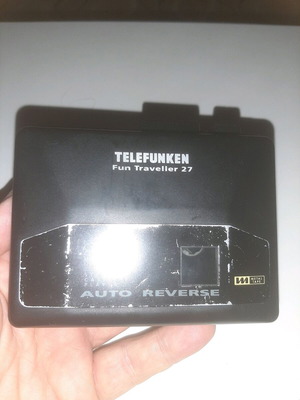 TELEFUNKEN
Fun Traveller 27
AUTO REVERSE